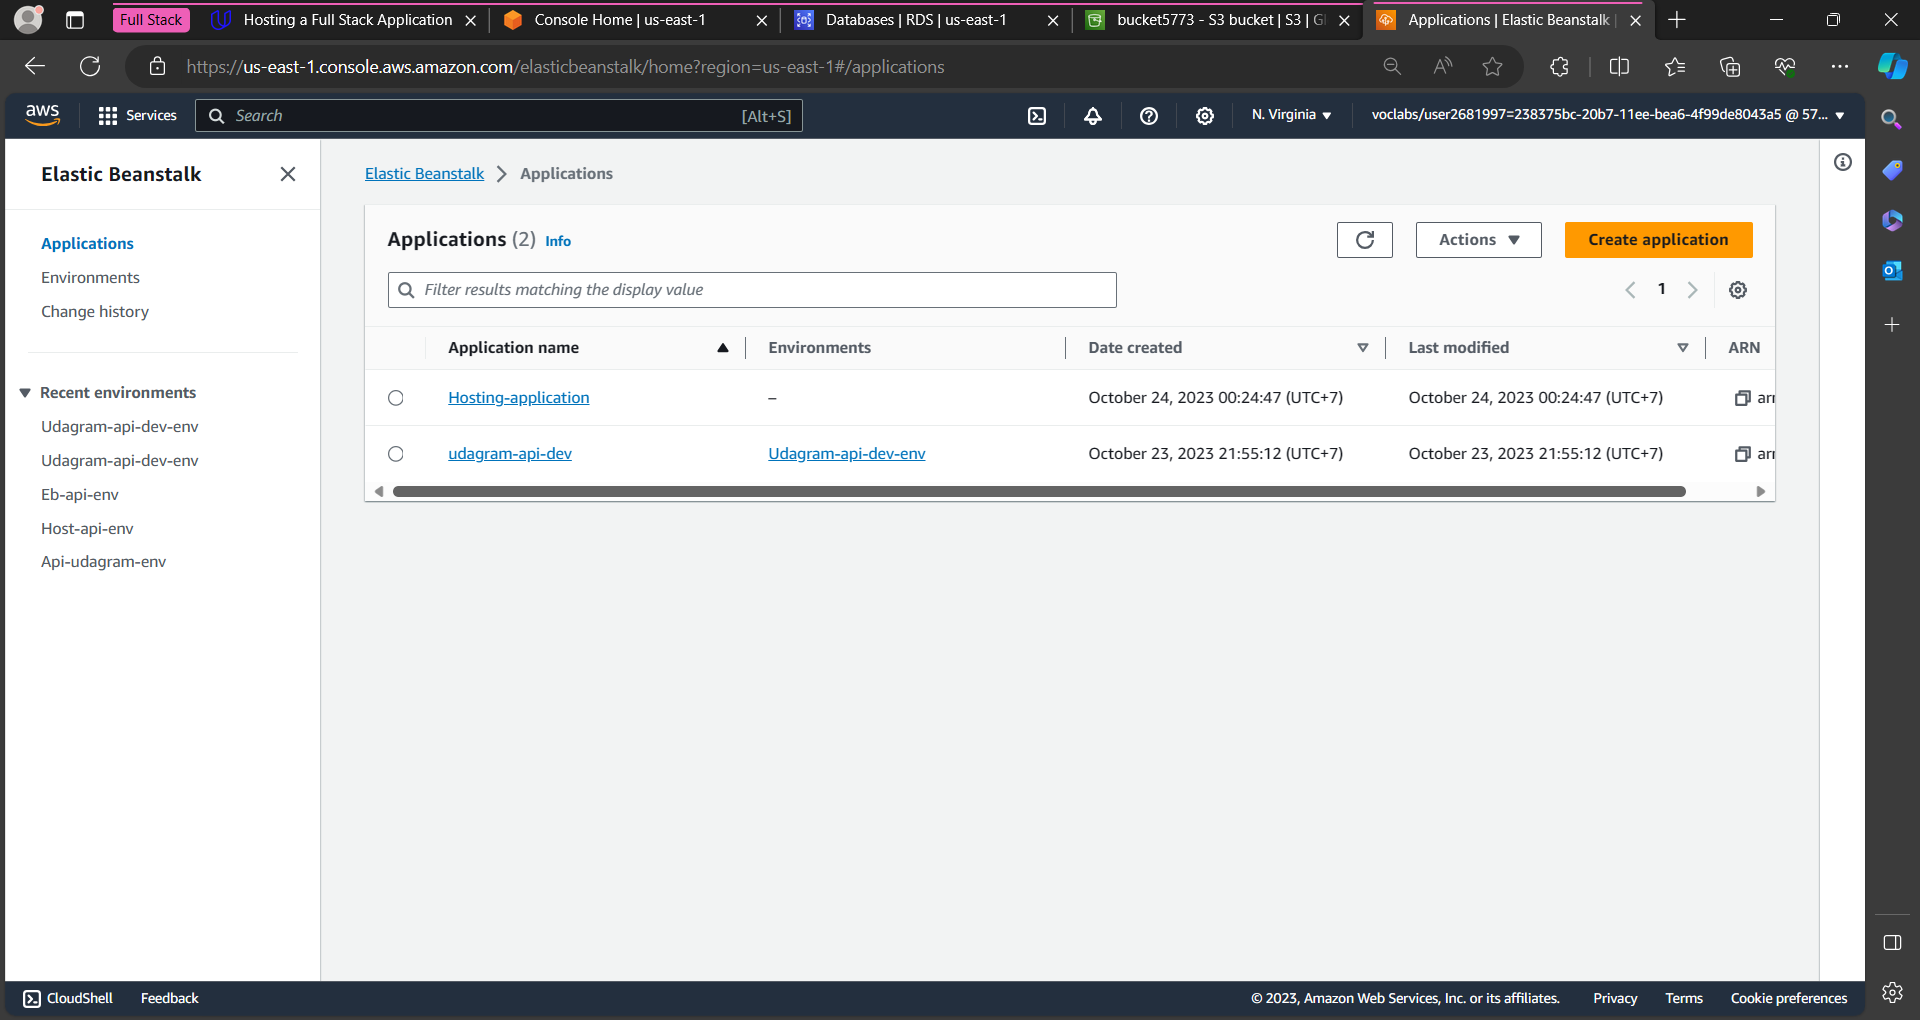 Full Stack
Hosting a Full Stack Application
Console Home | us-east-1
Databases | RDS | us-east-1
bucket5773 - S3 bucket | S3 | Gl
Applications | Elastic Beanstalk |
https://us-east-1.console.aws.amazon.com/elasticbeanstalk/home?region=us-east-1#/applications
aws
Services
Search
[Alt+S]
N. Virginia
voclabs/user2681997=238375bc-20b7-11ee-bea6-4f99de8043a5 @ 57...
Elastic Beanstalk
Applications
Environments
Change history
Recent environments
Udagram-api-dev-env
Udagram-api-dev-env
Eb-api-env
Host-api-env
Api-udagram-env
Elastic Beanstalk
Applications
Applications (2) Info
Actions
Create application
Filter results matching the display value
1
Application name Environments Date created Last modified ARN
Hosting-application – October 24, 2023 00:24:47 (UTC+7) October 24, 2023 00:24:47 (UTC+7)
udagram-api-dev Udagram-api-dev-env October 23, 2023 21:55:12 (UTC+7) October 23, 2023 21:55:12 (UTC+7)
CloudShell
Feedback
© 2023, Amazon Web Services, Inc. or its affiliates.
Privacy
Terms
Cookie preferences